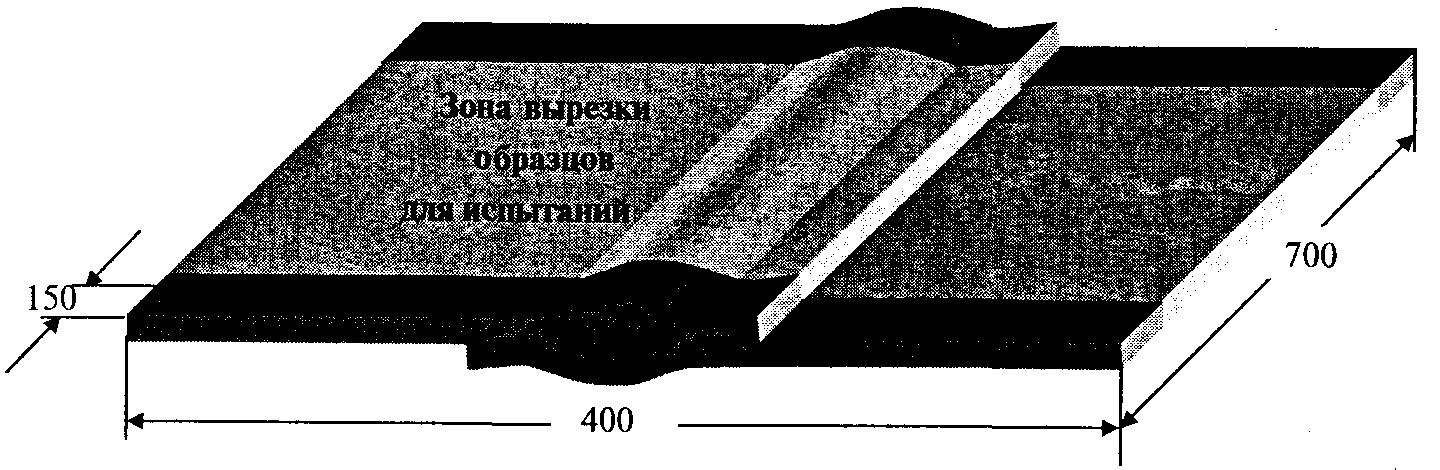 Зона вырезки
образцов
для испытаний
150
700
400